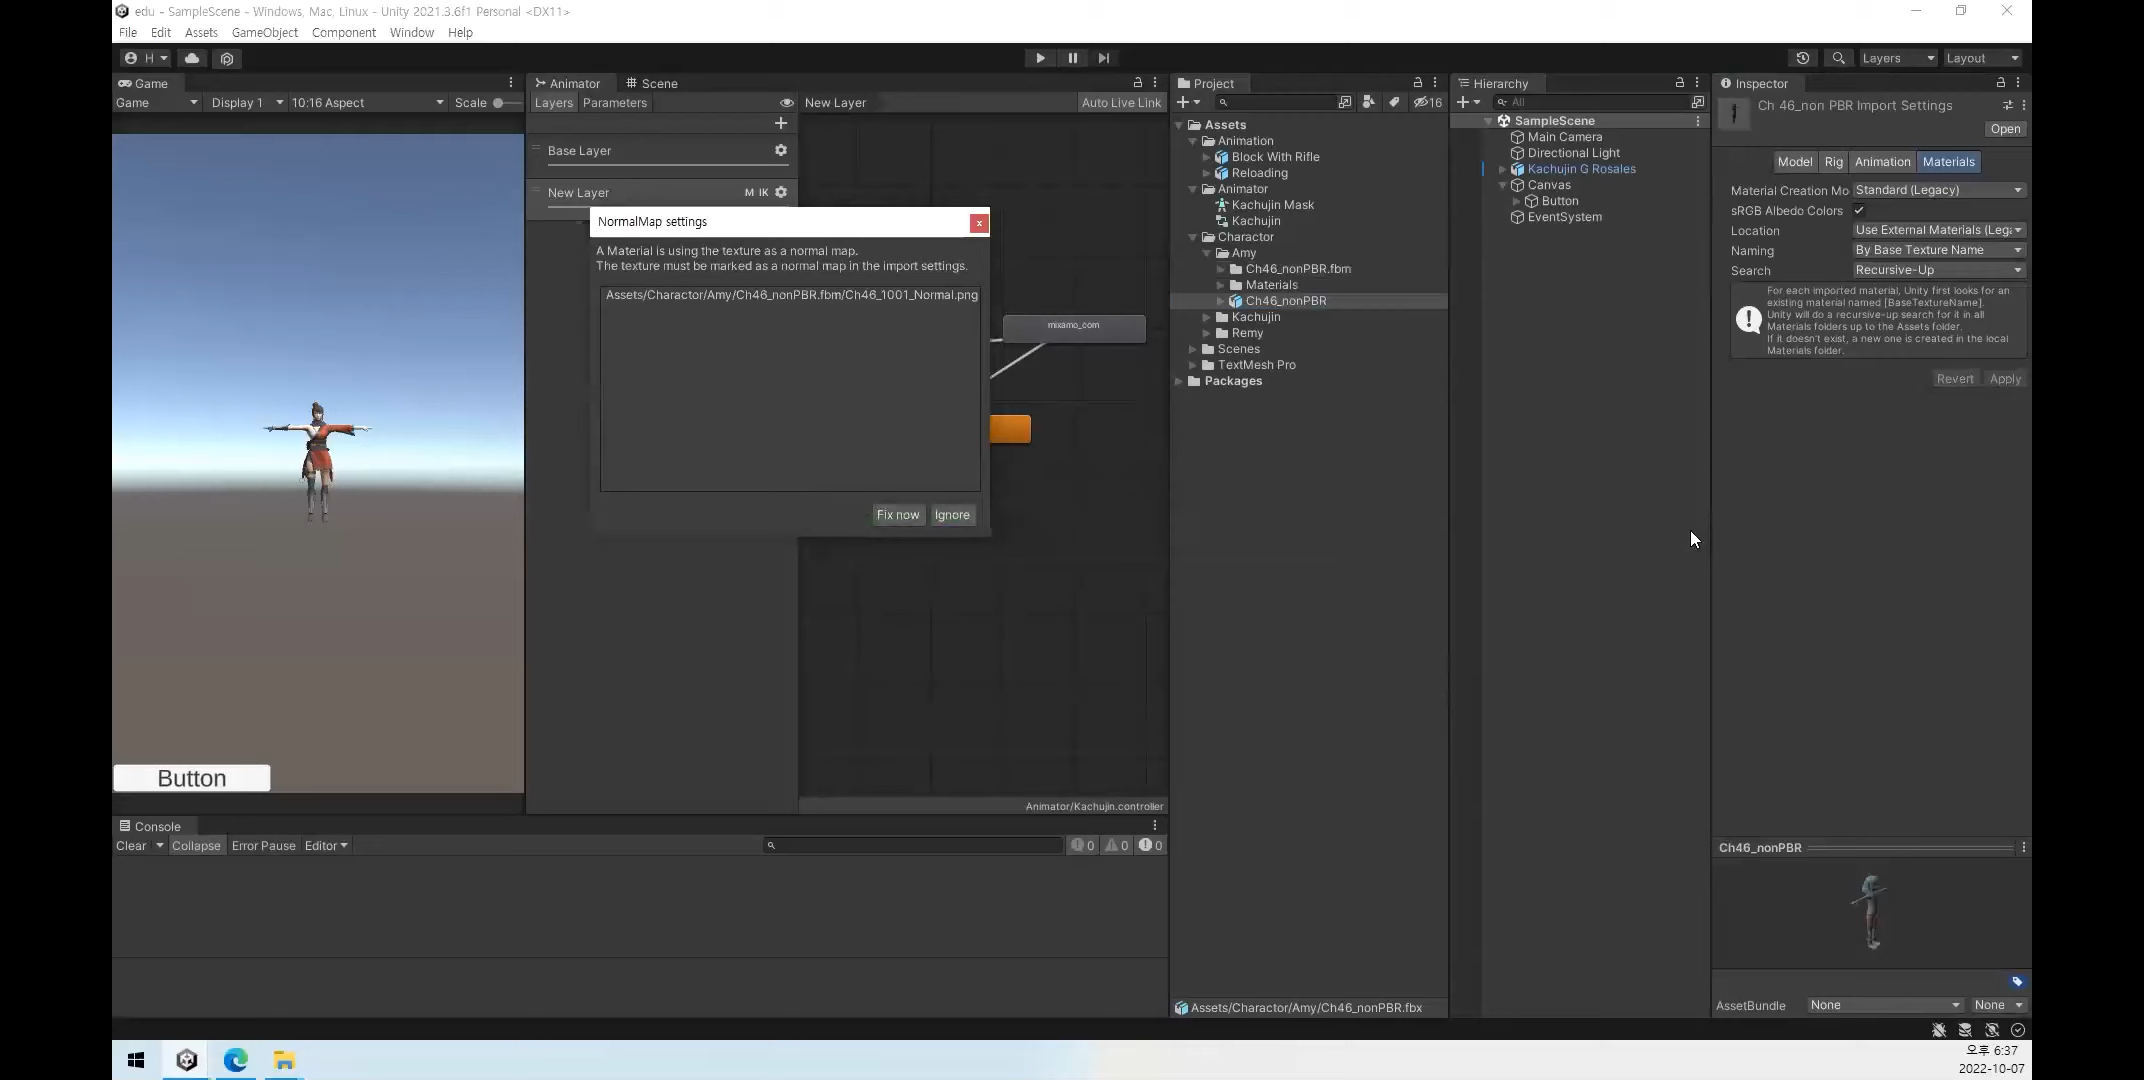 edu - SampleScene - Windows, Mac, Linux - Unity 2021.3.6f1 Personal <DX11>
File Edit Assets GameObject Component Window Help
H Layers Layout
Game
Game Display 1 10:16 Aspect Scale
Button
Animator Scene
Layers Parameters New Layer Auto Live Link
Base Layer
New Layer M IK
NormalMap settings
A Material is using the texture as a normal map.
The texture must be marked as a normal map in the import settings.
Assets/Charactor/Amy/Ch46_nonPBR.fbm/Ch46_1001_Normal.png
Fix now Ignore
mixamo_com
Animator/Kachujin.controller
Console
Clear Collapse Error Pause Editor 0 0 0
Project
16
Assets
Animation
Block With Rifle
Reloading
Animator
Kachujin Mask
Kachujin
Charactor
Amy
Ch46_nonPBR.fbm
Materials
Ch46_nonPBR
Kachujin
Remy
Scenes
TextMesh Pro
Packages
Assets/Charactor/Amy/Ch46_nonPBR.fbx
Hierarchy
All
SampleScene
Main Camera
Directional Light
Kachujin G Rosales
Canvas
Button
EventSystem
Inspector
Ch 46_non PBR Import Settings
Open
Model Rig Animation Materials
Material Creation Mo Standard (Legacy)
sRGB Albedo Colors
Location Use External Materials (Lega
Naming By Base Texture Name
Search Recursive-Up
For each imported material, Unity first looks for an
existing material named [BaseTextureName].
Unity will do a recursive-up search for it in all
Materials folders up to the Assets folder.
If it doesn't exist, a new one is created in the local
Materials folder.
Revert Apply
Ch46_nonPBR
AssetBundle None None
오후 6:37
2022-10-07